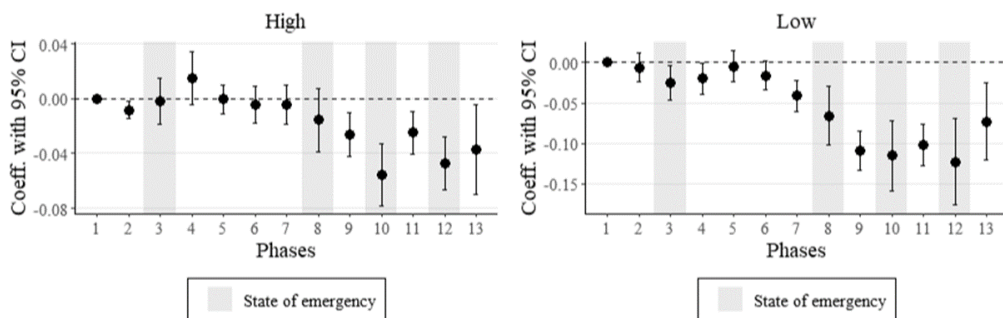 High
Coeff. with 95% CI
0.04
0.00
-0.04
-0.08
1 2 3 4 5 6 7 8 9 10 11 12 13
Phases
State of emergency
Low
Coeff. with 95% CI
0.00
-0.05
-0.10
-0.15
1 2 3 4 5 6 7 8 9 10 11 12 13
Phases
State of emergency